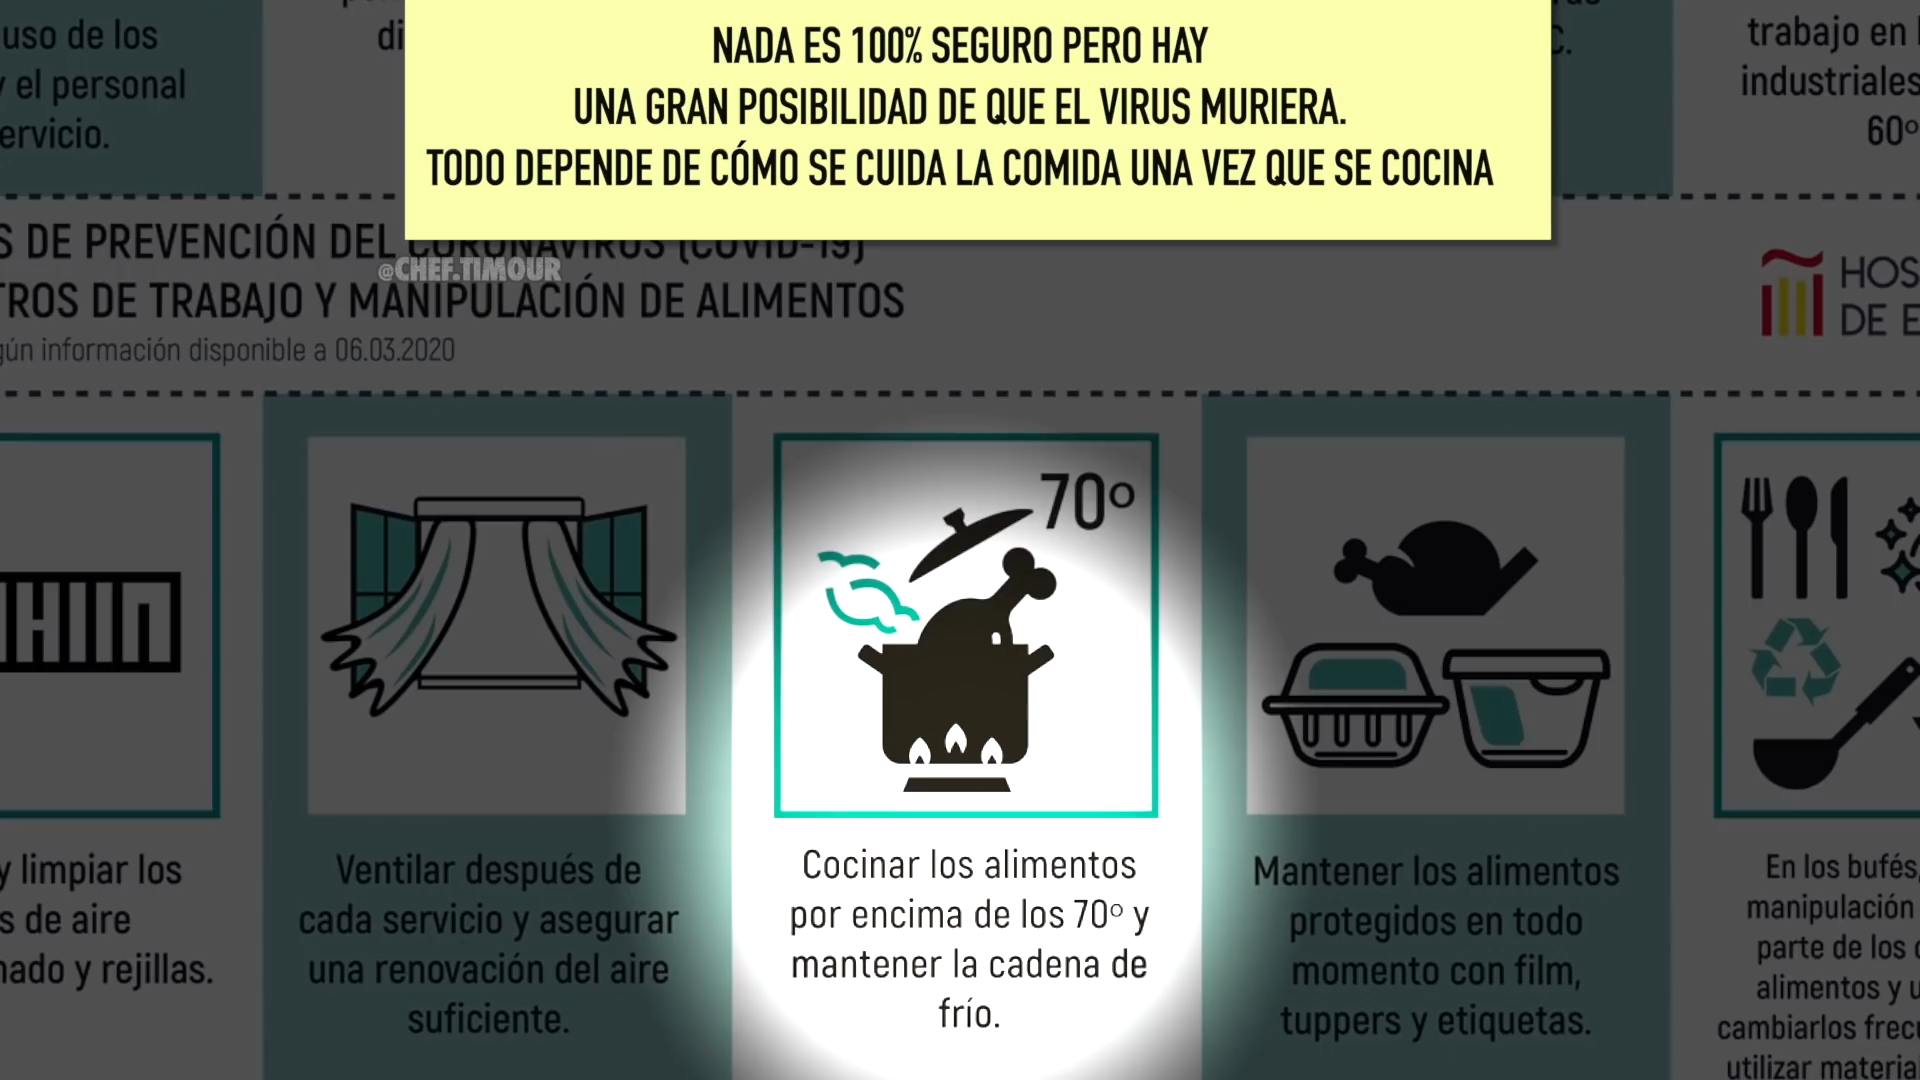 uso de los
y el personal
ervicio.
di
NADA ES 100% SEGURO PERO HAY
UNA GRAN POSIBILIDAD DE QUE EL VIRUS MURIERA.
TODO DEPENDE DE CÓMO SE CUIDA LA COMIDA UNA VEZ QUE SE COCINA
c.
trabajo en
industriales
60º
S DE PREVENCIÓN DEL CORONAVIRUS (COVID-19)
@CHEF.TIMOUR
TROS DE TRABAJO Y MANIPULACIÓN DE ALIMENTOS
gún información disponible a 06.03.2020
HOS
DE E
70º
y limpiar los
s de aire
nado y rejillas.
Ventilar después de
cada servicio y asegurar
una renovación del aire
suficiente.
Cocinar los alimentos
por encima de los 70º y
mantener la cadena de
frío.
Mantener los alimentos
protegidos en todo
momento con film,
tuppers y etiquetas.
En los bufés,
manipulación
parte de los
alimentos y u
cambiarlos frecu
utilizar materia